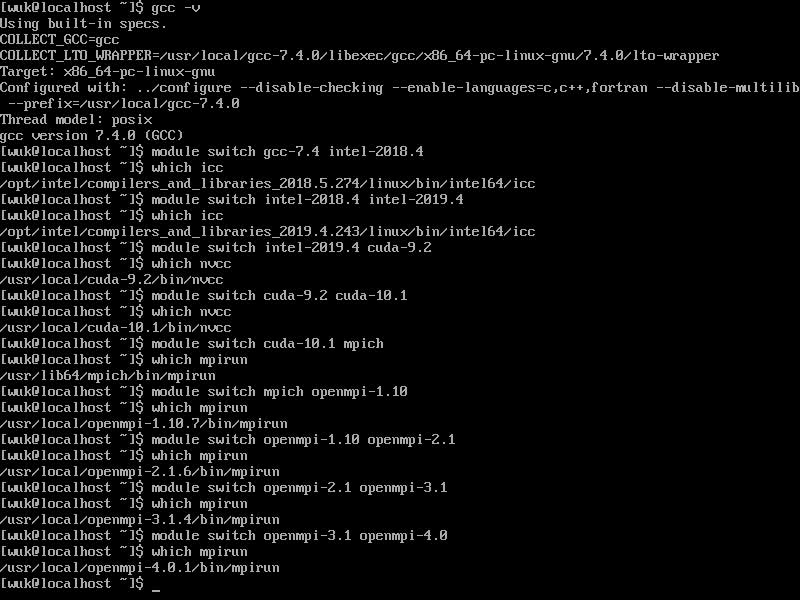 [wuk@localhost ~]$ gcc -v
Using built-in specs.
COLLECT_GCC=gcc
COLLECT_LTO_WRAPPER=/usr/local/gcc-7.4.0/libexec/gcc/x86_64-pc-linux-gnu/7.4.0/lto-wrapper
Target: x86_64-pc-linux-gnu
Configured with: ../configure --disable-checking --enable-languages=c,c++,fortran --disable-multilib
 --prefix=/usr/local/gcc-7.4.0
Thread model: posix
gcc version 7.4.0 (GCC)
[wuk@localhost ~]$ module switch gcc-7.4 intel-2018.4
[wuk@localhost ~]$ which icc
/opt/intel/compilers_and_libraries_2018.5.274/linux/bin/intel64/icc
[wuk@localhost ~]$ module switch intel-2018.4 intel-2019.4
[wuk@localhost ~]$ which icc
/opt/intel/compilers_and_libraries_2019.4.243/linux/bin/intel64/icc
[wuk@localhost ~]$ module switch intel-2019.4 cuda-9.2
[wuk@localhost ~]$ which nvcc
/usr/local/cuda-9.2/bin/nvcc
[wuk@localhost ~]$ module switch cuda-9.2 cuda-10.1
[wuk@localhost ~]$ which nvcc
/usr/local/cuda-10.1/bin/nvcc
[wuk@localhost ~]$ module switch cuda-10.1 mpich
[wuk@localhost ~]$ which mpirun
/usr/lib64/mpich/bin/mpirun
[wuk@localhost ~]$ module switch mpich openmpi-1.10
[wuk@localhost ~]$ which mpirun
/usr/local/openmpi-1.10.7/bin/mpirun
[wuk@localhost ~]$ module switch openmpi-1.10 openmpi-2.1
[wuk@localhost ~]$ which mpirun
/usr/local/openmpi-2.1.6/bin/mpirun
[wuk@localhost ~]$ module switch openmpi-2.1 openmpi-3.1
[wuk@localhost ~]$ which mpirun
/usr/local/openmpi-3.1.4/bin/mpirun
[wuk@localhost ~]$ module switch openmpi-3.1 openmpi-4.0
[wuk@localhost ~]$ which mpirun
/usr/local/openmpi-4.0.1/bin/mpirun
[wuk@localhost ~]$ _